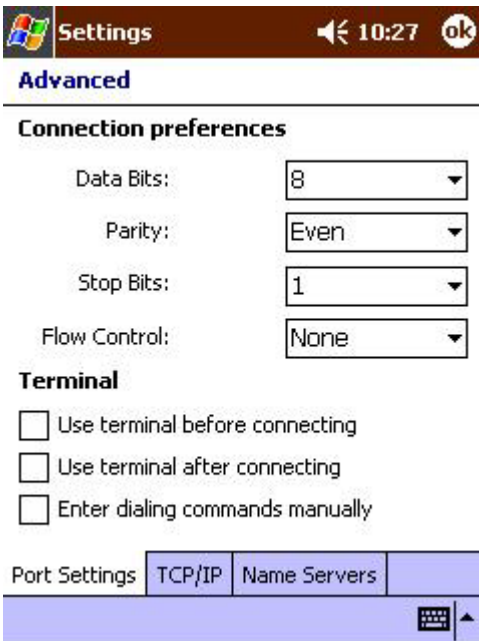 Settings 10:27 ok
Advanced
Connection preferences
Data Bits: 8
Parity: Even
Stop Bits: 1
Flow Control: None
Terminal
Use terminal before connecting
Use terminal after connecting
Enter dialing commands manually
Port Settings TCP/IP Name Servers